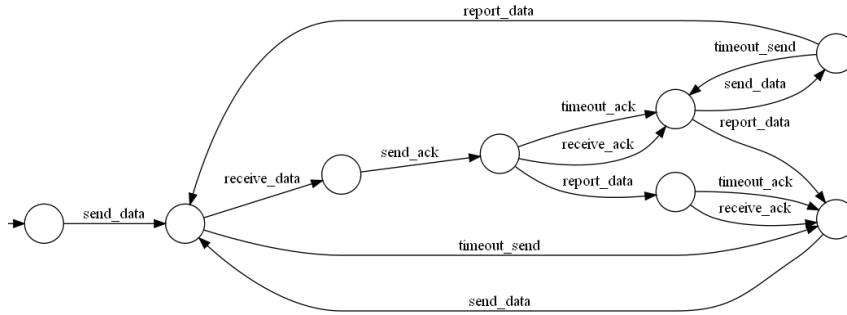 report_data
timeout_send
send_data
timeout_ack
report_data
receive_ack
send_ack
receive_data
report_data
timeout_ack
receive_ack
send_data
timeout_send
send_data